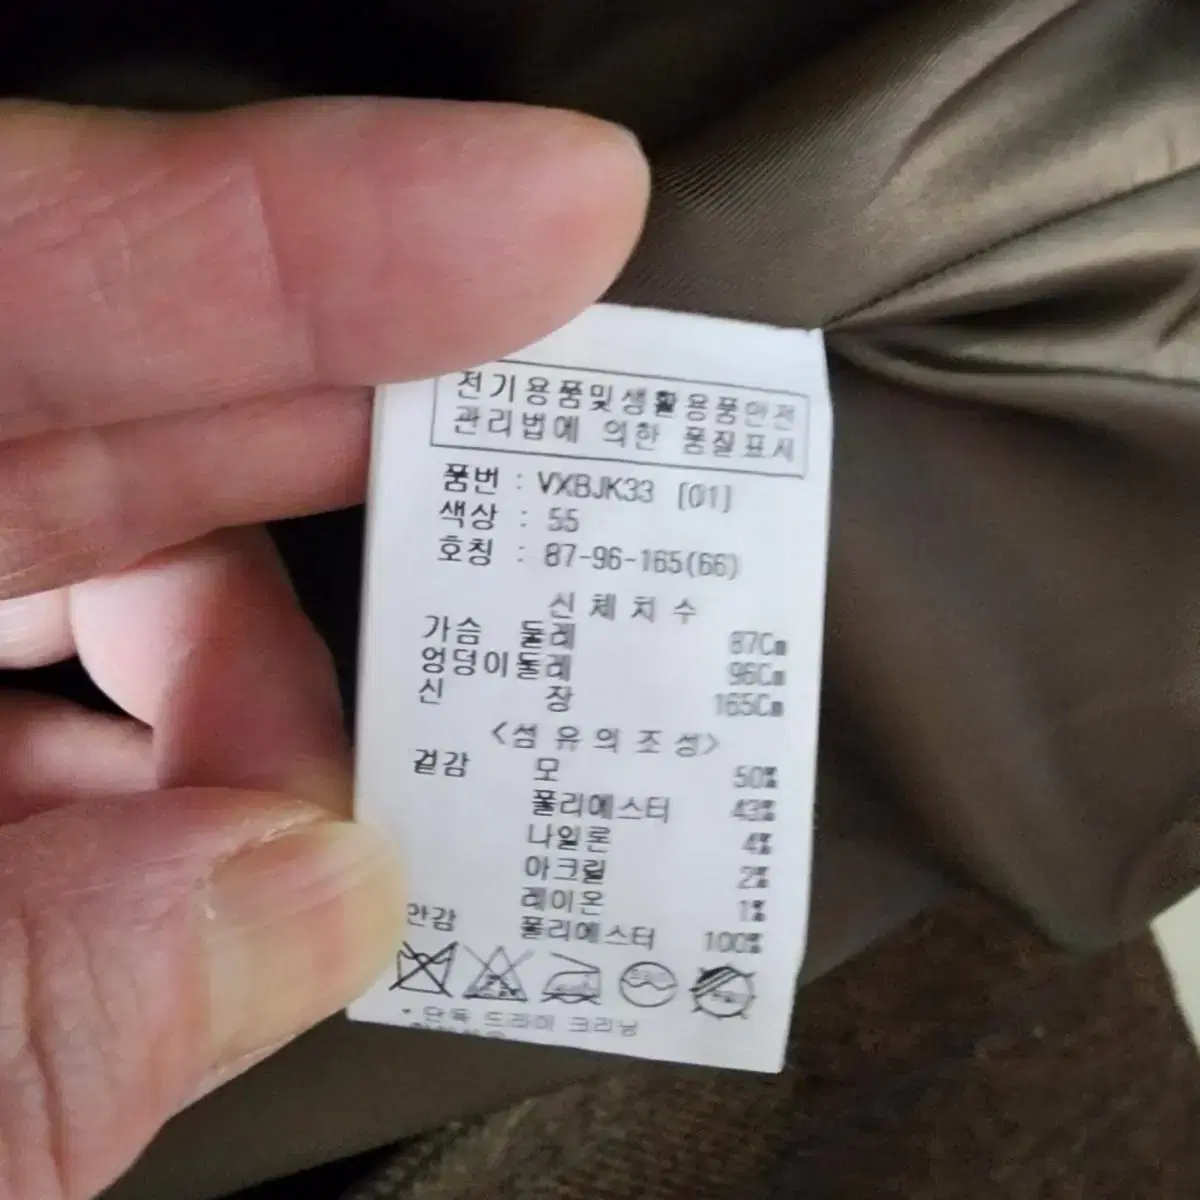 전기용품및생활용품안전
관리법에 의한 품질표시
품번 : VXBJK33 [01]
색상 : 55
호칭 : 87-96-165(66)
신체치수
가슴 둘레 87Cm
엉덩이둘레 96Cm
신 장 165Cm
<섬유의조성>
겉감 모 50%
폴리에스터 43%
나일론 4%
아크릴 2%
레이온 1%
안감 폴리에스터 100%
* 단독 드라이 크리닝